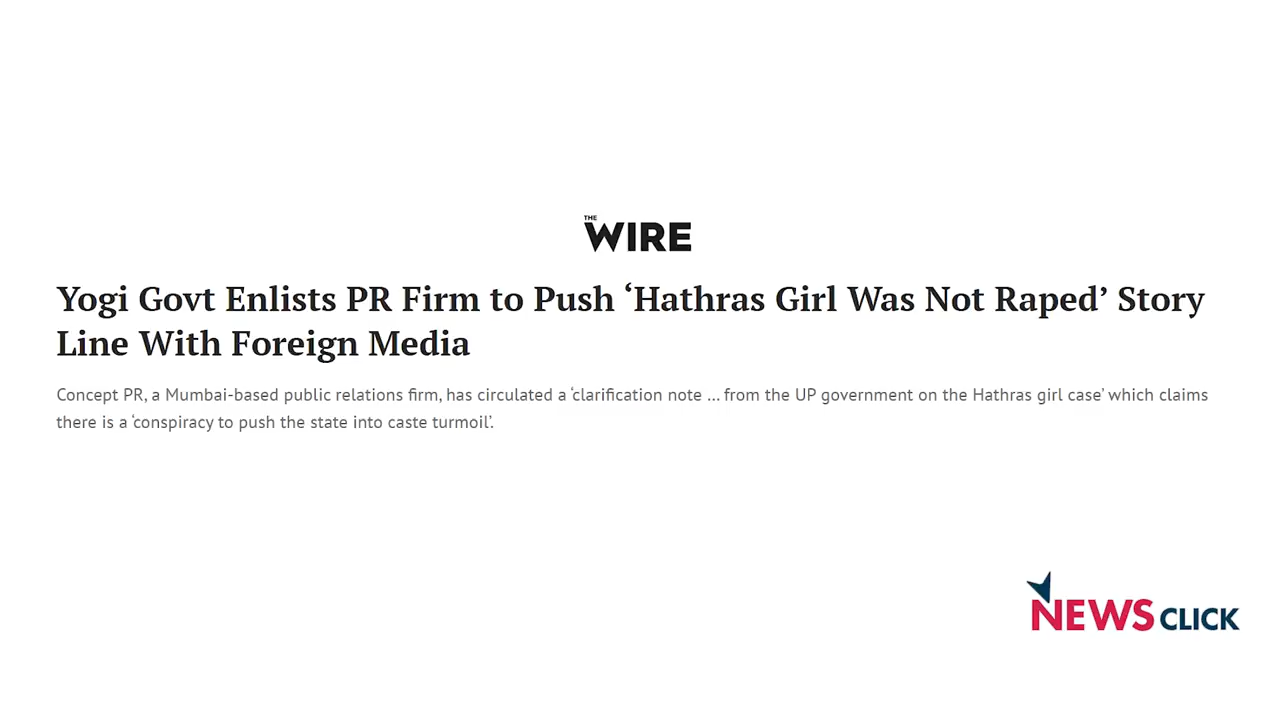 THE
WIRE
Yogi Govt Enlists PR Firm to Push ‘Hathras Girl Was Not Raped’ Story
Line With Foreign Media
Concept PR, a Mumbai-based public relations firm, has circulated a ‘clarification note ... from the UP government on the Hathras girl case’ which claims
there is a ‘conspiracy to push the state into caste turmoil’.
NEWSCLICK